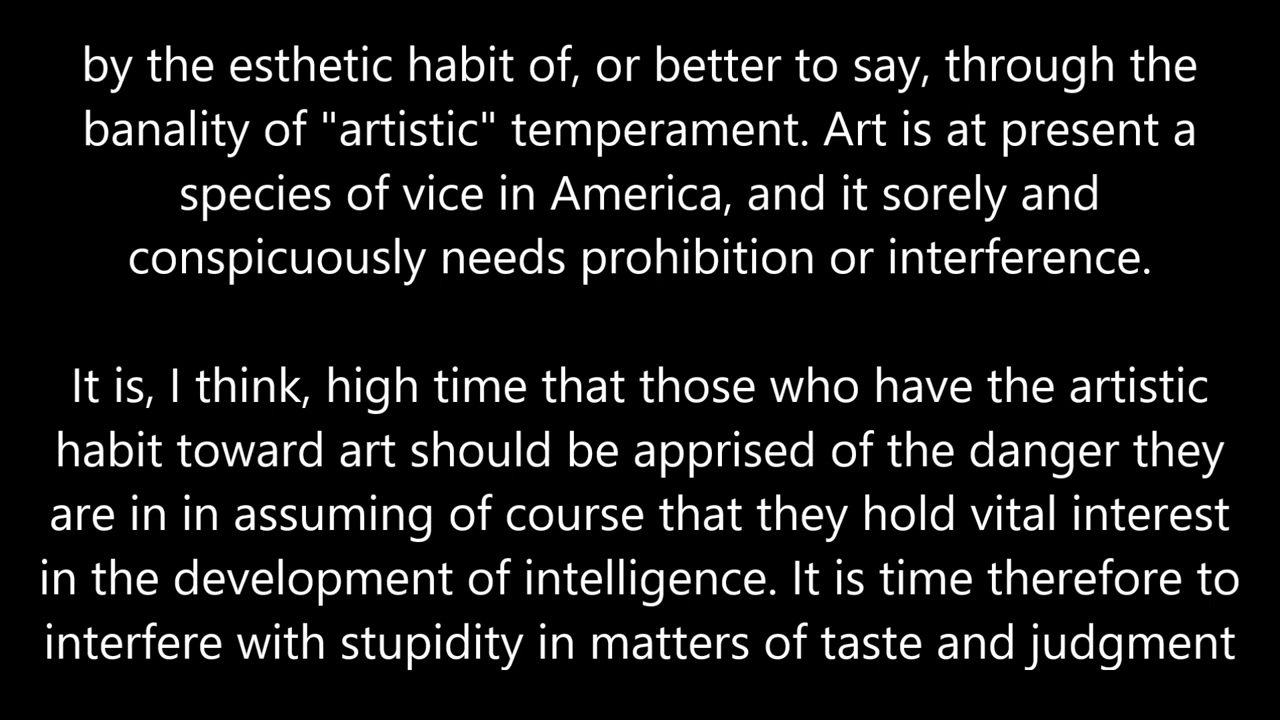 by the esthetic habit of, or better to say, through the
banality of "artistic" temperament. Art is at present a
species of vice in America, and it sorely and
conspicuously needs prohibition or interference.
It is, I think, high time that those who have the artistic
habit toward art should be apprised of the danger they
are in in assuming of course that they hold vital interest
in the development of intelligence. It is time therefore to
interfere with stupidity in matters of taste and judgment